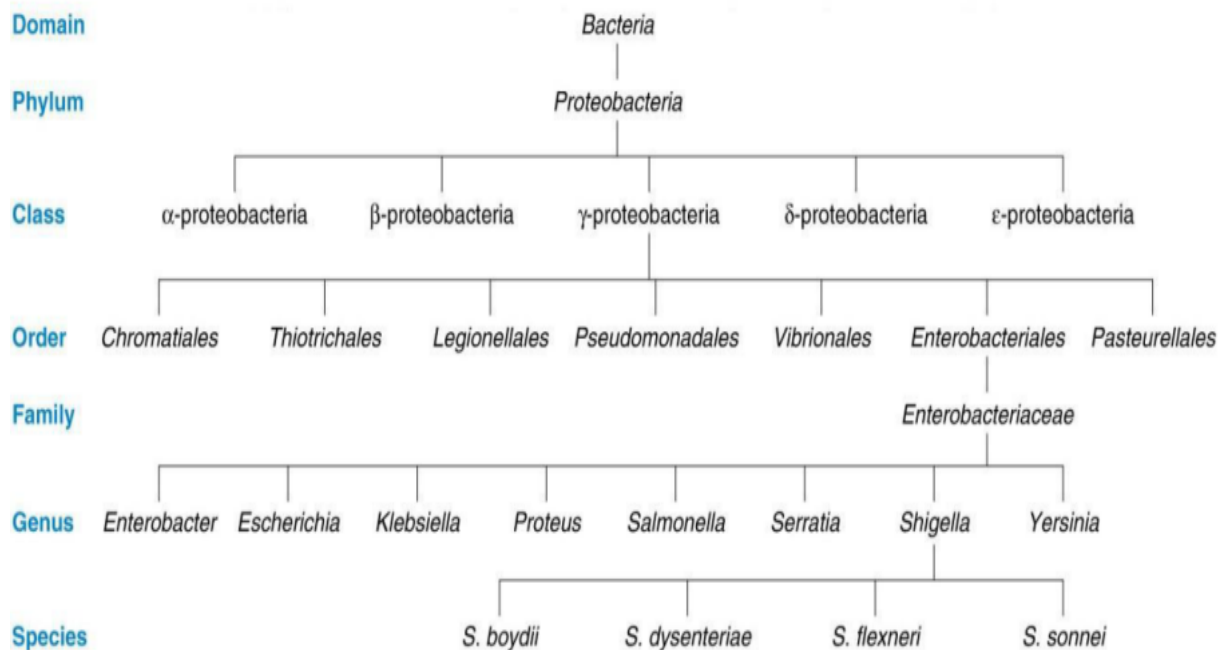 Domain Bacteria
Phylum Proteobacteria
Class α-proteobacteria β-proteobacteria γ-proteobacteria δ-proteobacteria ε-proteobacteria
Order Chromatiales Thiotrichales Legionellales Pseudomonadales Vibrionales Enterobacteriales Pasteurellales
Family Enterobacteriaceae
Genus Enterobacter Escherichia Klebsiella Proteus Salmonella Serratia Shigella Yersinia
Species S. boydii S. dysenteriae S. flexneri S. sonnei